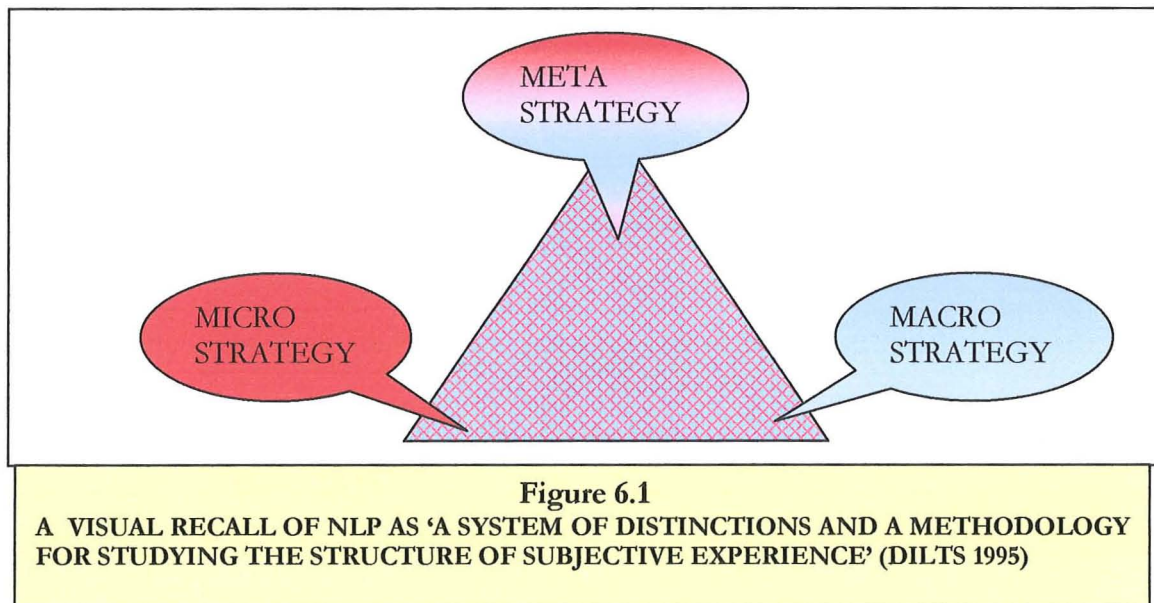 META
STRATEGY
MICRO
STRATEGY
MACRO
STRATEGY
Figure 6.1
A VISUAL RECALL OF NLP AS ‘A SYSTEM OF DISTINCTIONS AND A METHODOLOGY
FOR STUDYING THE STRUCTURE OF SUBJECTIVE EXPERIENCE’ (DILTS 1995)